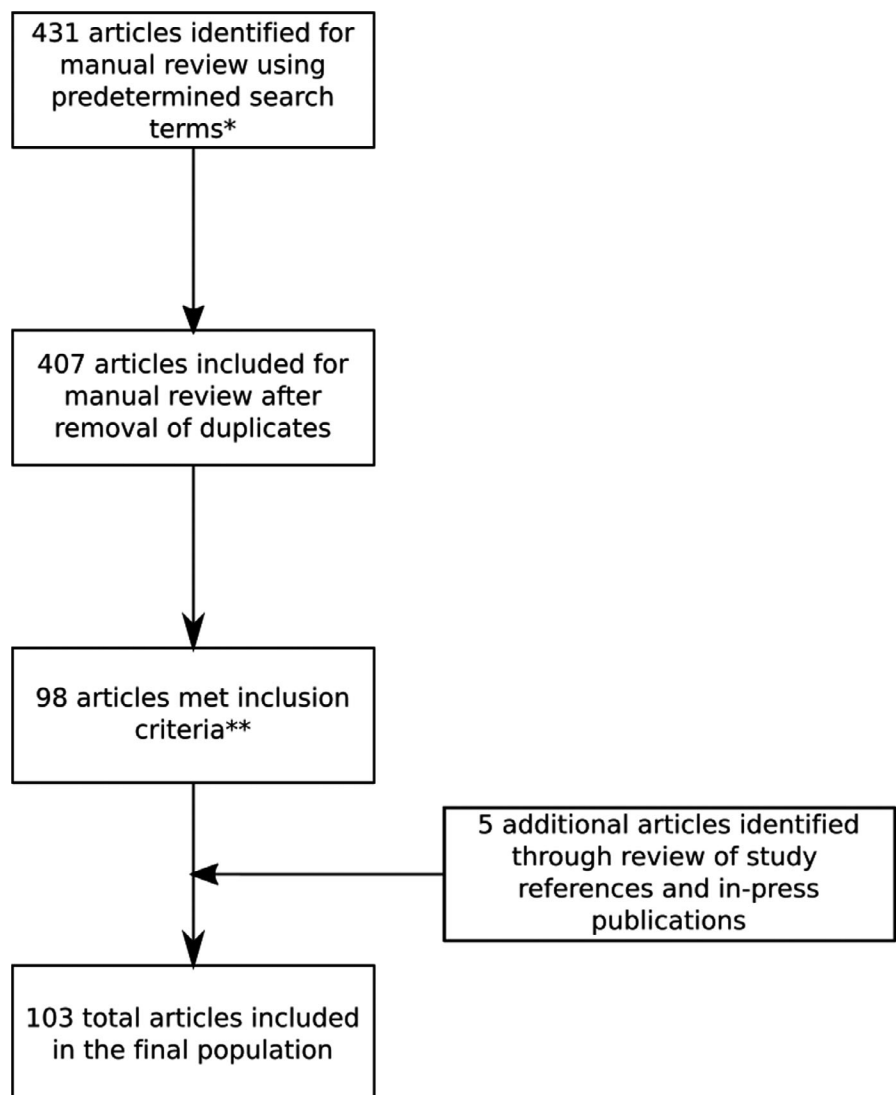 431 articles identified for
manual review using
predetermined search
terms*
407 articles included for
manual review after
removal of duplicates
98 articles met inclusion
criteria**
5 additional articles identified
through review of study
references and in-press
publications
103 total articles included
in the final population